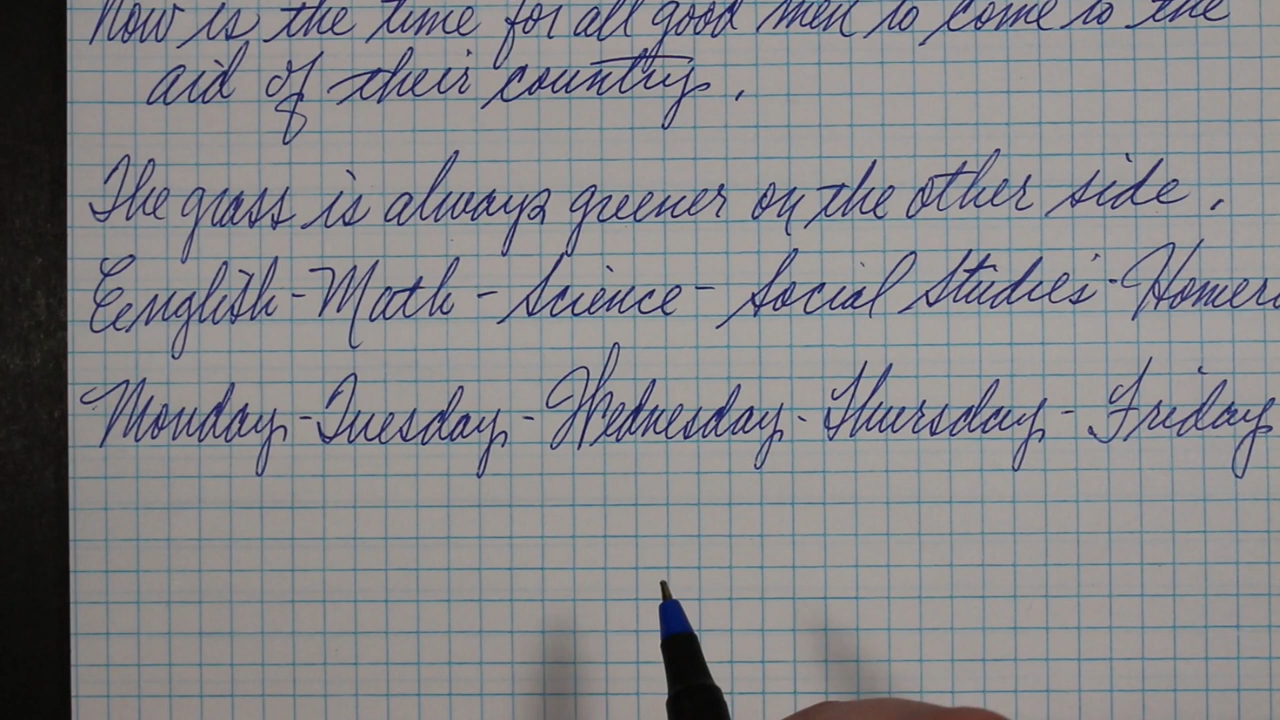 Now is the time for all good men to come to the
aid of their country.
The grass is always greener on the other side.
English - Math - Science - Social Studies - Homero
Monday - Tuesday - Wednesday - Thursday - Friday